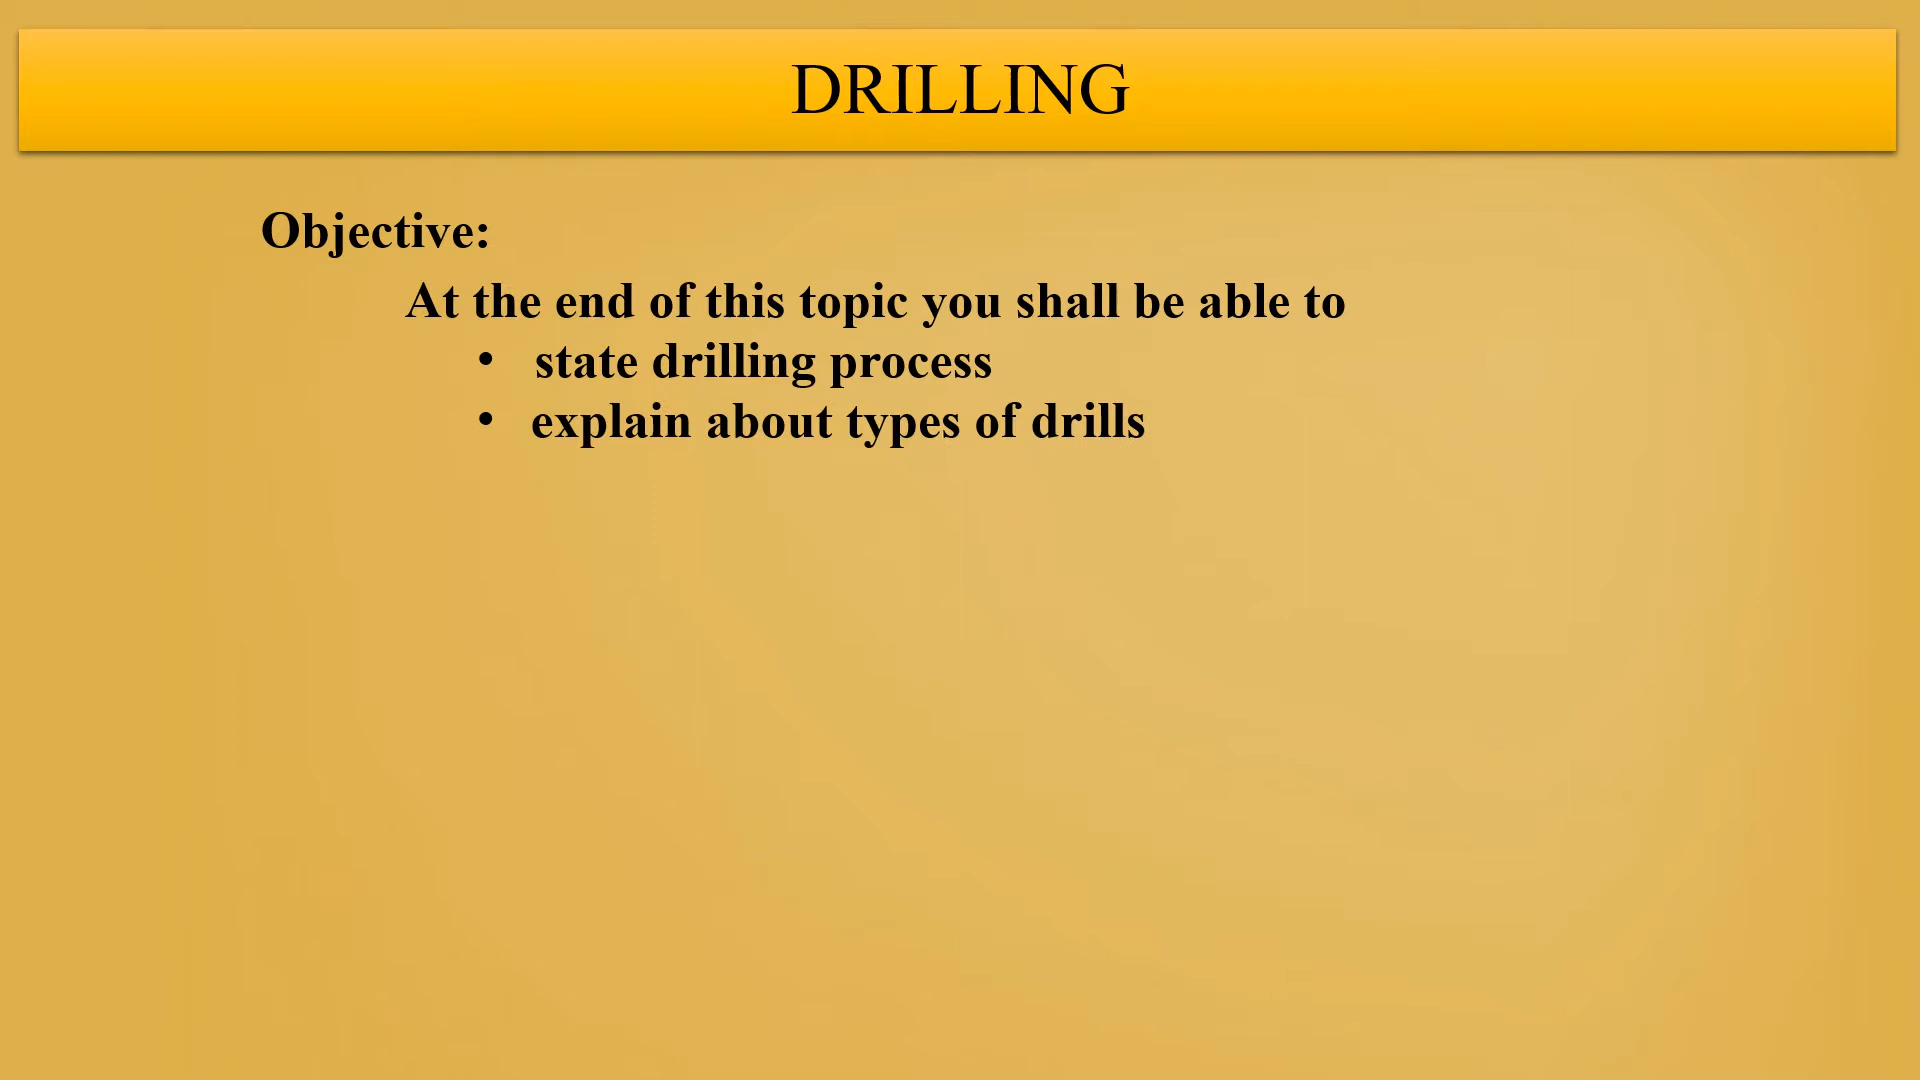 DRILLING
Objective:
At the end of this topic you shall be able to
• state drilling process
• explain about types of drills